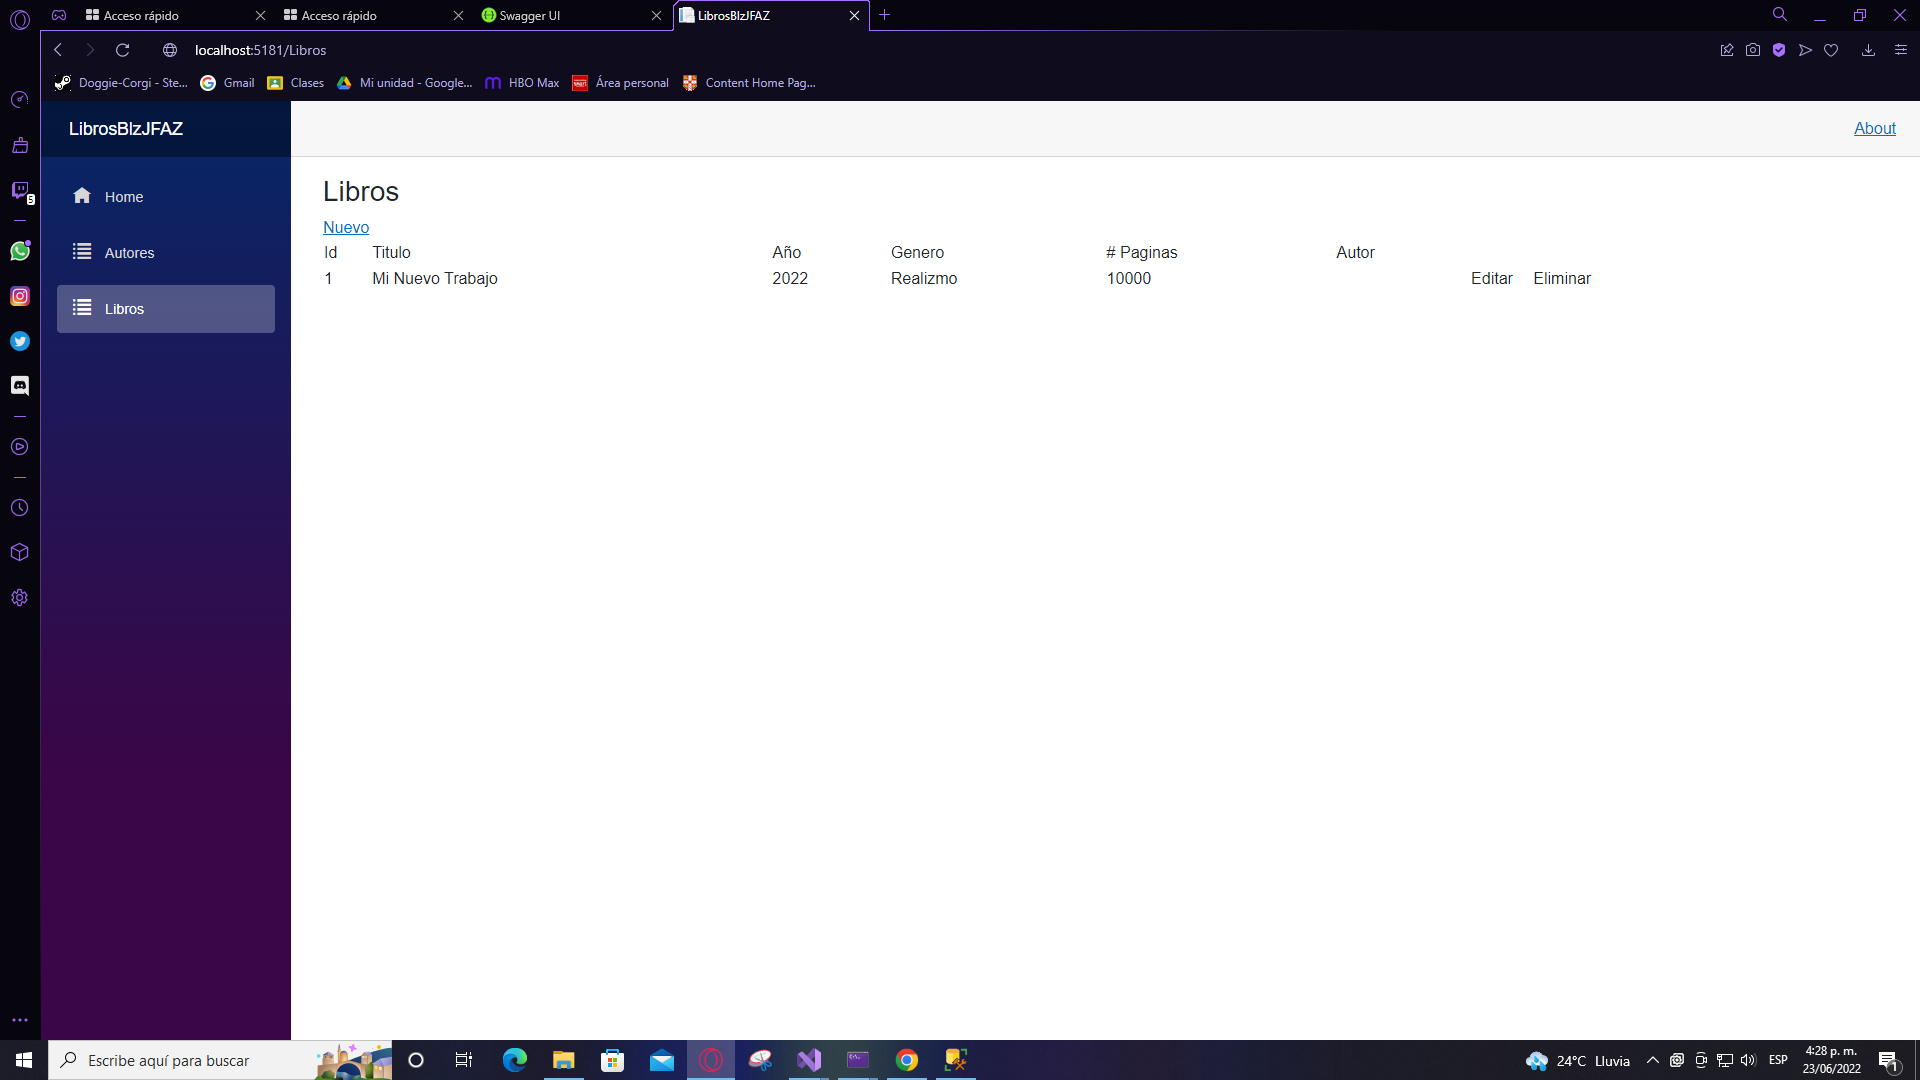 Acceso rápido
Acceso rápido
Swagger UI
LibrosBlzJFAZ
localhost:5181/Libros
Doggie-Corgi - Ste...
Gmail
Clases
Mi unidad - Google...
HBO Max
Área personal
Content Home Pag...
LibrosBlzJFAZ
About
Home
Autores
Libros
5
Libros
Nuevo
Id Titulo Año Genero # Paginas Autor
1 Mi Nuevo Trabajo 2022 Realizmo 10000 Editar Eliminar
Escribe aquí para buscar
24°C Lluvia
ESP
4:28 p. m.
23/06/2022
1